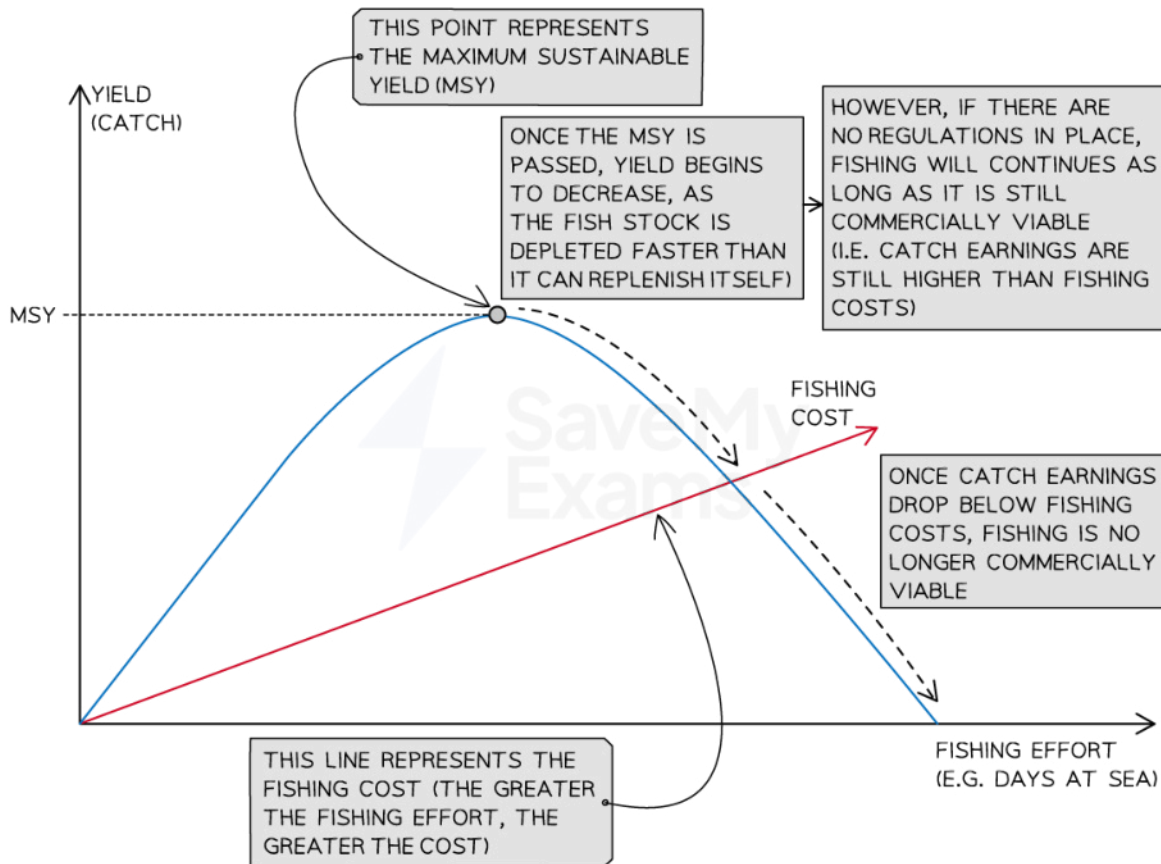 THIS POINT REPRESENTS
THE MAXIMUM SUSTAINABLE
YIELD (MSY)
YIELD
(CATCH)
ONCE THE MSY IS
PASSED, YIELD BEGINS
TO DECREASE, AS
THE FISH STOCK IS
DEPLETED FASTER THAN
IT CAN REPLENISH ITSELF)
HOWEVER, IF THERE ARE
NO REGULATIONS IN PLACE,
FISHING WILL CONTINUES AS
LONG AS IT IS STILL
COMMERCIALLY VIABLE
(I.E. CATCH EARNINGS ARE
STILL HIGHER THAN FISHING
COSTS)
MSY
FISHING
COST
SaveMy
Exams
ONCE CATCH EARNINGS
DROP BELOW FISHING
COSTS, FISHING IS NO
LONGER COMMERCIALLY
VIABLE
THIS LINE REPRESENTS THE
FISHING COST (THE GREATER
THE FISHING EFFORT, THE
GREATER THE COST)
FISHING EFFORT
(E.G. DAYS AT SEA)